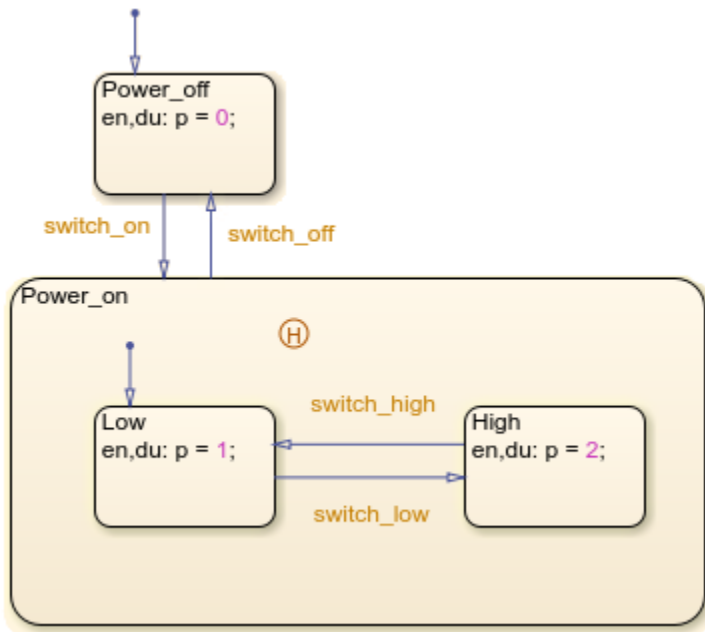 Power_off
en,du: p = 0;
switch_on
switch_off
Power_on
H
switch_high
Low
en,du: p = 1;
High
en,du: p = 2;
switch_low